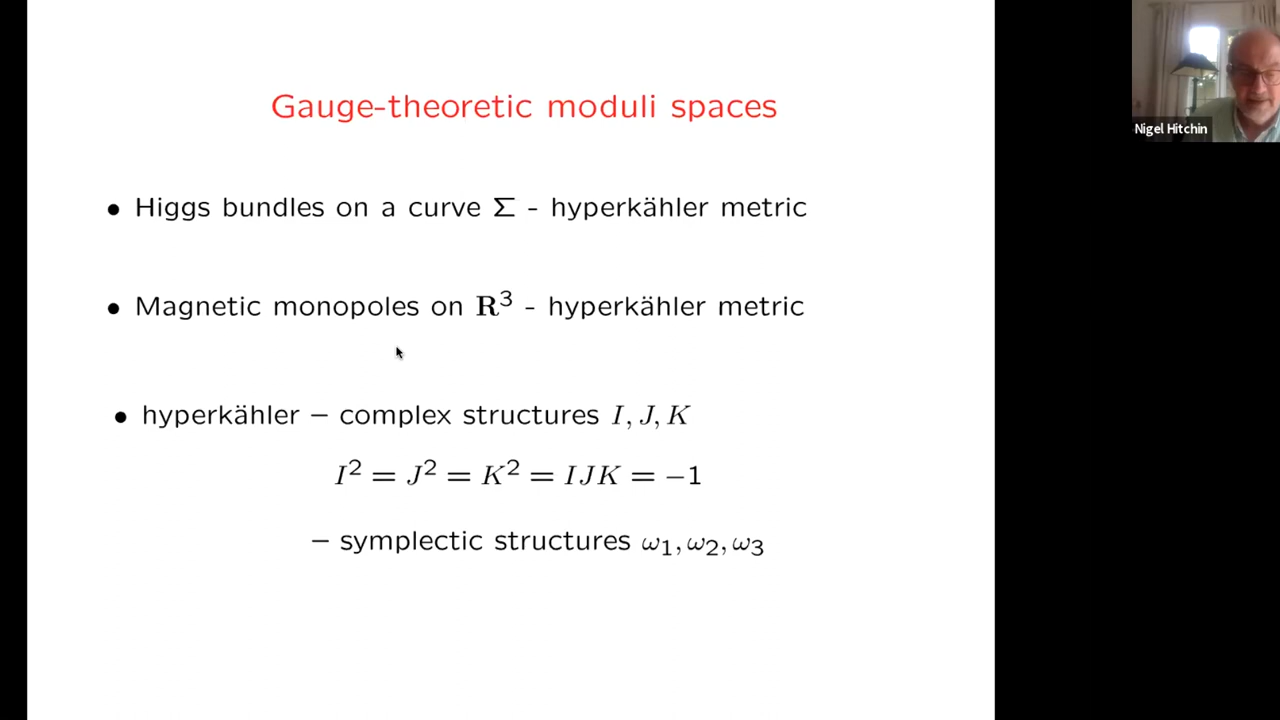 Gauge-theoretic moduli spaces
• Higgs bundles on a curve Σ - hyperkähler metric
• Magnetic monopoles on R³ - hyperkähler metric
• hyperkähler – complex structures I, J, K
I² = J² = K² = IJK = −1
– symplectic structures ω₁, ω₂, ω₃
Nigel Hitchin